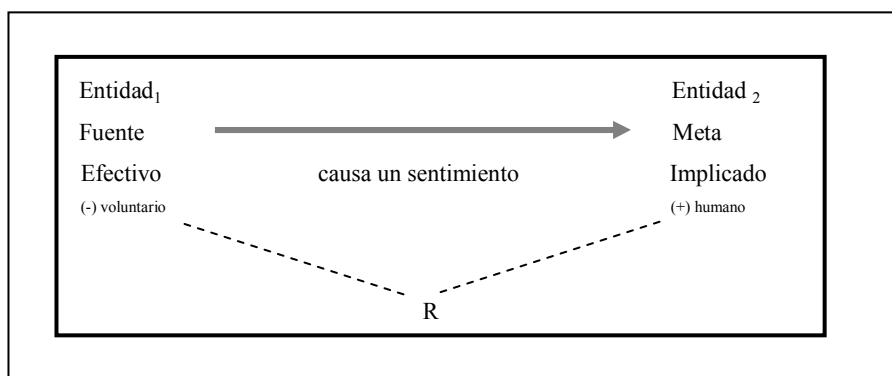 Entidad₁ Entidad ₂
Fuente Meta
Efectivo causa un sentimiento Implicado
(-) voluntario (+) humano
R